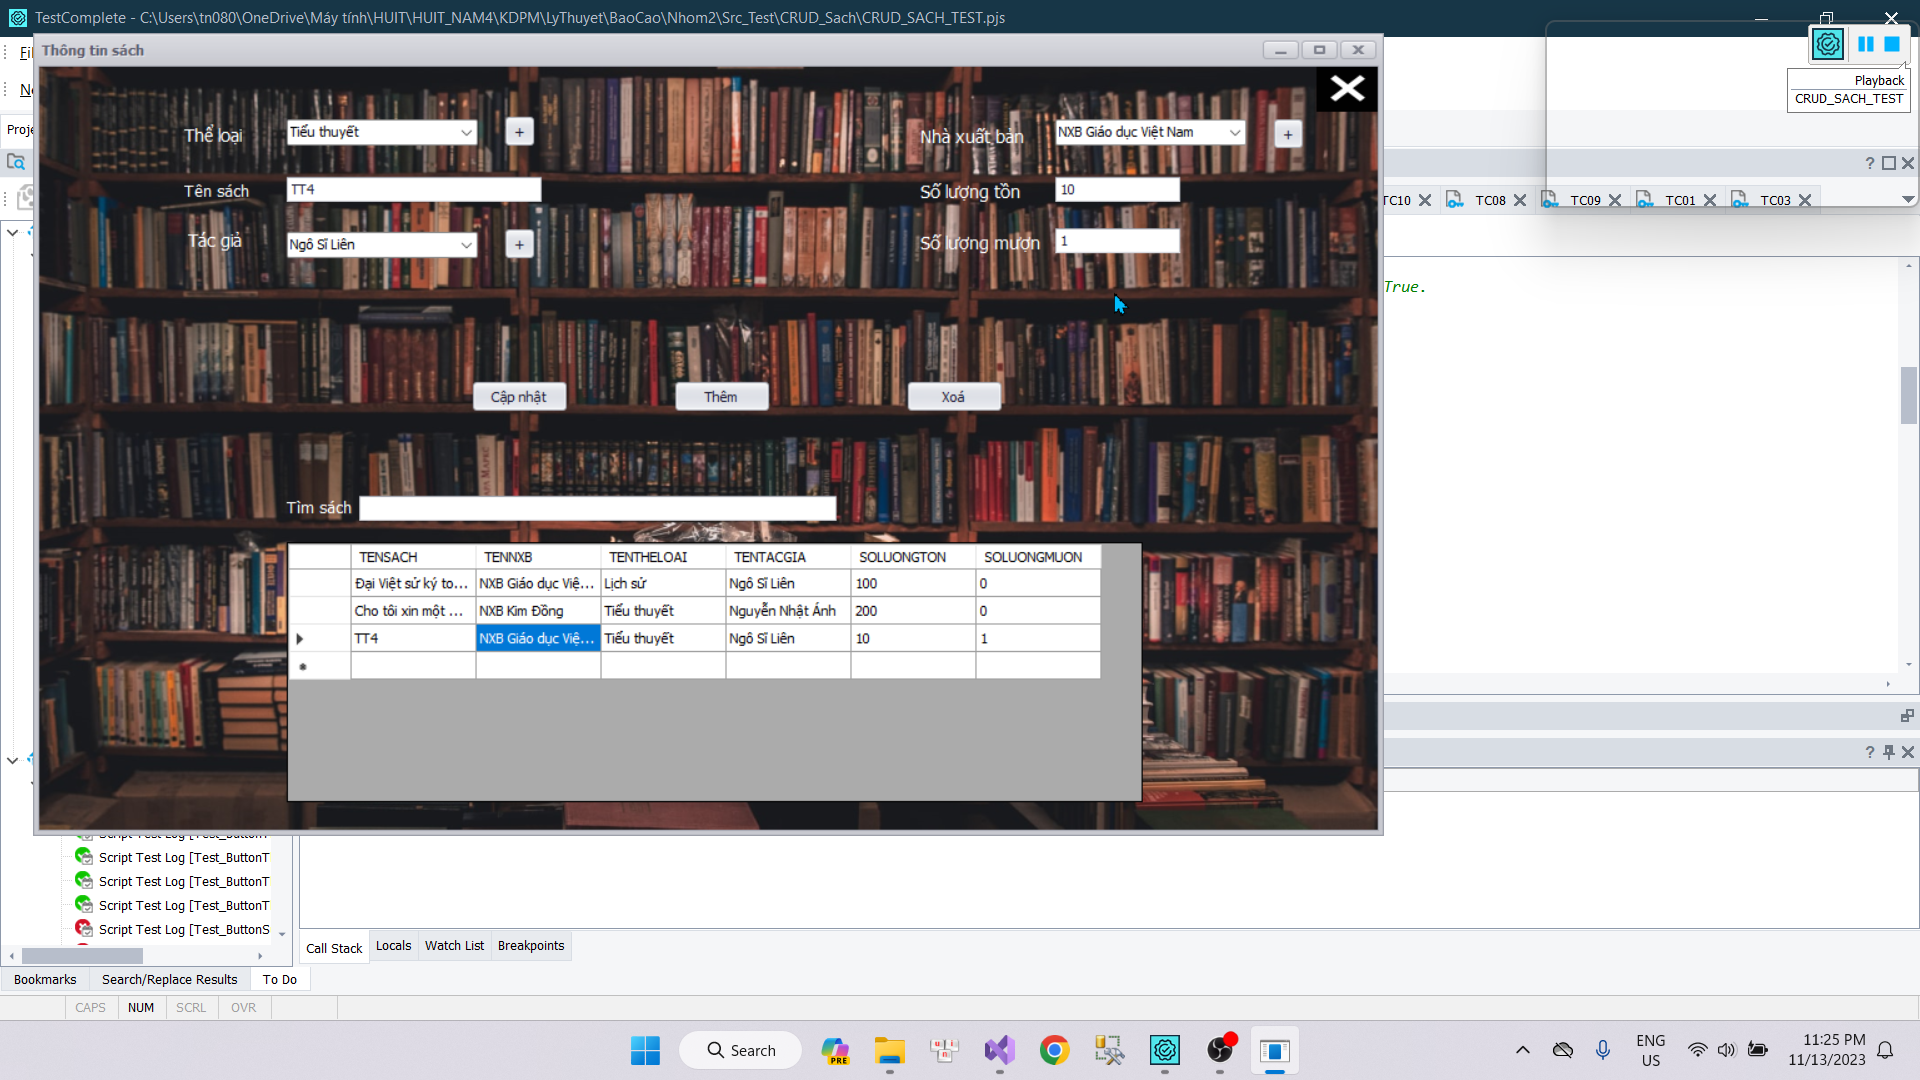 TestComplete - C:\Users\tn080\OneDrive\Máy tính\HUIT\HUIT_NAM4\KDPM\LyThuyet\BaoCao\Nhom2\Src_Test\CRUD_Sach\CRUD_SACH_TEST.pjs
Thông tin sách
Playback
CRUD_SACH_TEST
Thể loại
Tiểu thuyết
+
Nhà xuất bản
NXB Giáo dục Việt Nam
+
Tên sách
TT4
Số lượng tồn
10
Tác giả
Ngô Sĩ Liên
+
Số lượng mượn
1
TC10
TC08
TC09
TC01
TC03
True.
Cập nhật
Thêm
Xoá
Tìm sách
TENSACH TENNXB TENTHELOAI TENTACGIA SOLUONGTON SOLUONGMUON
Đại Việt sử ký to... NXB Giáo dục Việ... Lịch sử Ngô Sĩ Liên 100 0
Cho tôi xin một ... NXB Kim Đồng Tiểu thuyết Nguyễn Nhật Ánh 200 0
TT4 NXB Giáo dục Việ... Tiểu thuyết Ngô Sĩ Liên 10 1
Script Test Log [Test_ButtonT
Script Test Log [Test_ButtonT
Script Test Log [Test_ButtonT
Script Test Log [Test_ButtonS
Call Stack Locals Watch List Breakpoints
Bookmarks Search/Replace Results To Do
CAPS NUM SCRL OVR
Search
PRE
ENG
US
11:25 PM
11/13/2023